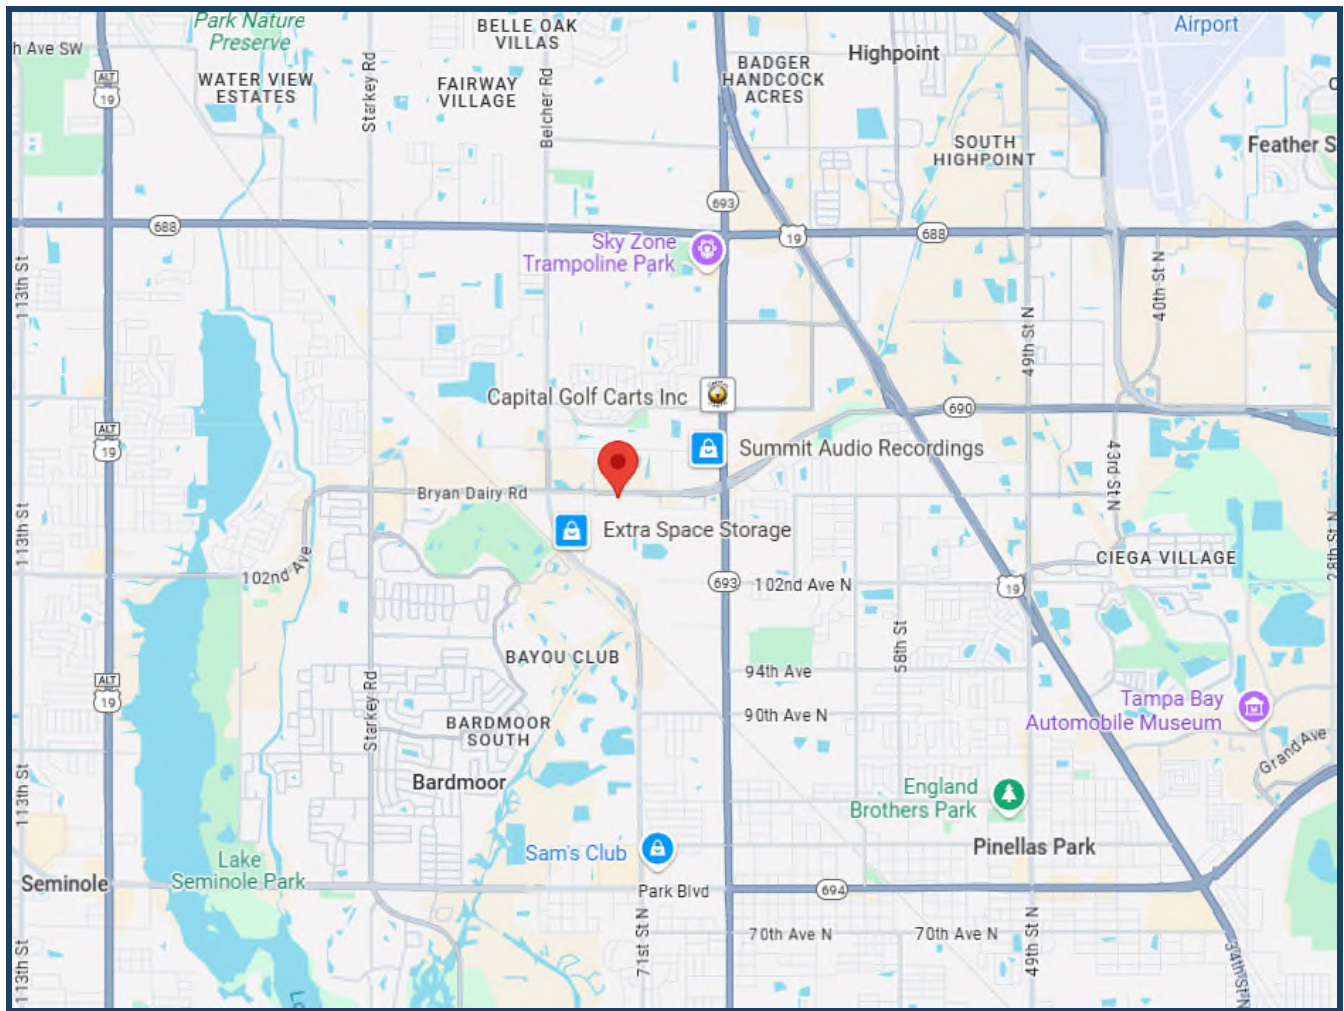 Park Nature
Preserve
BELLE OAK
VILLAS
Airport
h Ave SW
Highpoint
BADGER
HANDCOCK
ACRES
ALT
19
WATER VIEW
ESTATES
Starkey Rd
FAIRWAY
VILLAGE
Belcher Rd
SOUTH
HIGHPOINT
Feather S
693
688
19
688
Sky Zone
Trampoline Park
113th St
40th St N
49th St N
Capital Golf Carts Inc
690
ALT
19
Summit Audio Recordings
43rd St N
Bryan Dairy Rd
113th St
Extra Space Storage
28th St N
CIEGA VILLAGE
102nd Ave
693
102nd Ave N
19
58th St
BAYOU CLUB
94th Ave
ALT
19
Starkey Rd
90th Ave N
Tampa Bay
Automobile Museum
BARDMOOR
SOUTH
Grand Ave
Bardmoor
113th St
England
Brothers Park
Pinellas Park
Sam's Club
Lake
Seminole Park
Seminole
Park Blvd
694
71st St N
70th Ave N
70th Ave N
49th St N
34th St N
113th St